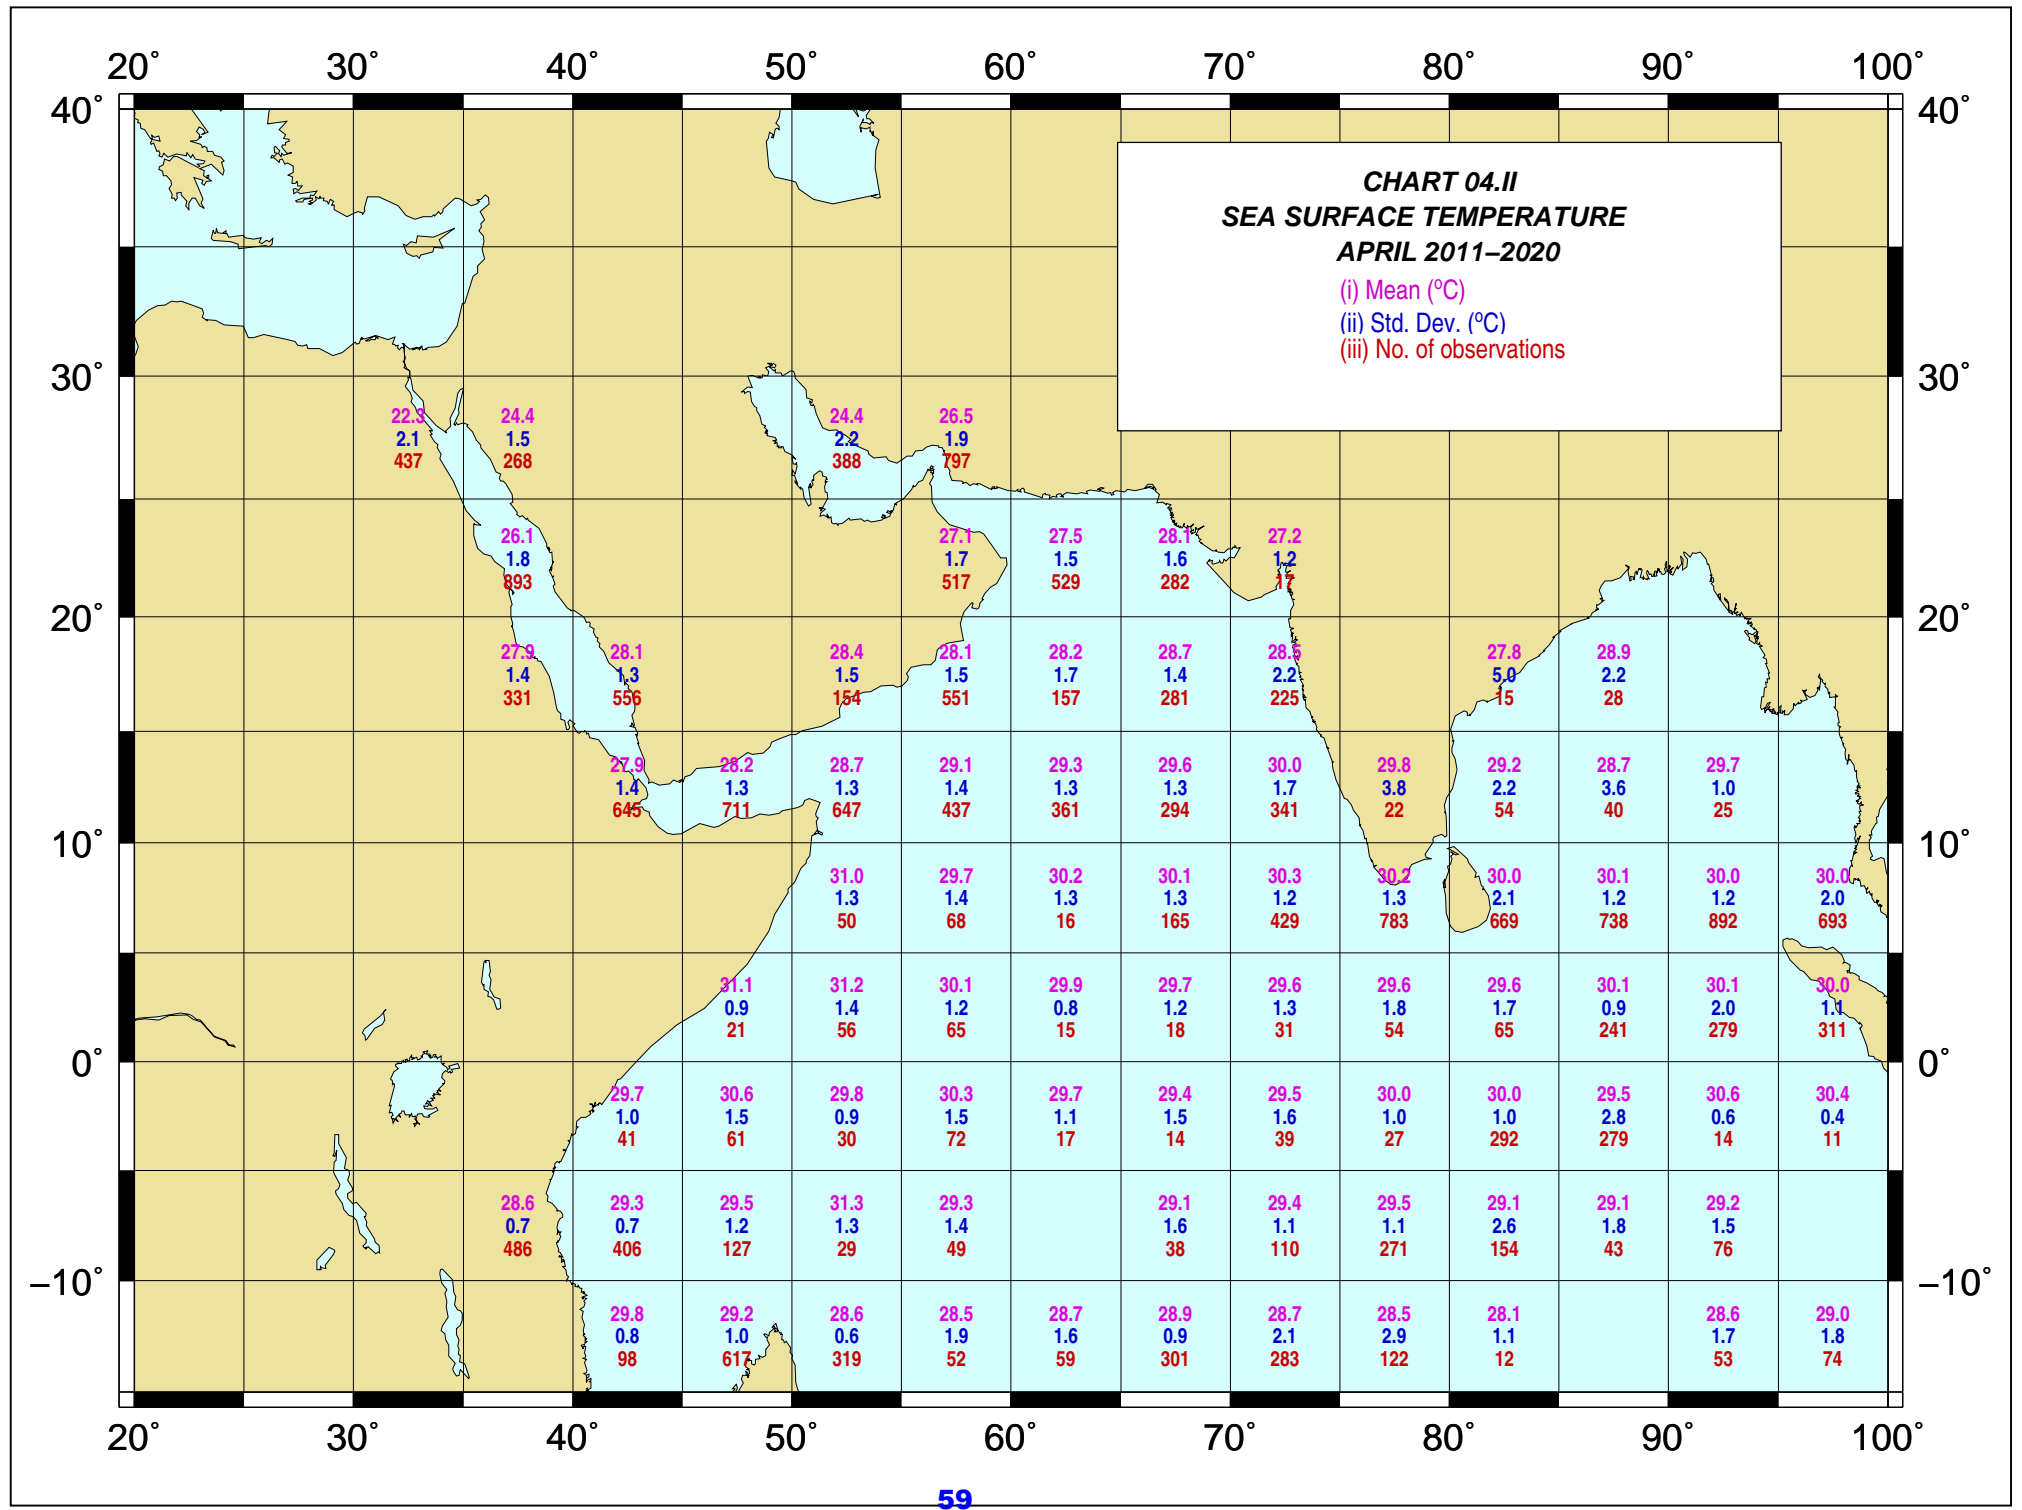 20° 30° 40° 50° 60° 70° 80° 90° 100°
40° 40°
CHART 04.II
SEA SURFACE TEMPERATURE
APRIL 2011–2020
(i) Mean (°C)
(ii) Std. Dev. (°C)
(iii) No. of observations
30° 30°
22.3 24.4 24.4 26.5
2.1 1.5 2.2 1.9
437 268 388 797
26.1 27.1 27.5 28.1 27.2
1.8 1.7 1.5 1.6 1.2
893 517 529 282 17
20° 20°
27.9 28.1 28.4 28.1 28.2 28.7 28.5 27.8 28.9
1.4 1.3 1.5 1.5 1.7 1.4 2.2 5.0 2.2
331 556 154 551 157 281 225 15 28
27.9 28.2 28.7 29.1 29.3 29.6 30.0 29.8 29.2 28.7 29.7
1.4 1.3 1.3 1.4 1.3 1.3 1.7 3.8 2.2 3.6 1.0
645 711 647 437 361 294 341 22 54 40 25
10° 10°
31.0 29.7 30.2 30.1 30.3 30.2 30.0 30.1 30.0 30.0
1.3 1.4 1.3 1.3 1.2 1.3 2.1 1.2 1.2 2.0
50 68 16 165 429 783 669 738 892 693
31.1 31.2 30.1 29.9 29.7 29.6 29.6 29.6 30.1 30.1 30.0
0.9 1.4 1.2 0.8 1.2 1.3 1.8 1.7 0.9 2.0 1.1
21 56 65 15 18 31 54 65 241 279 311
0° 0°
29.7 30.6 29.8 30.3 29.7 29.4 29.5 30.0 30.0 29.5 30.6 30.4
1.0 1.5 0.9 1.5 1.1 1.5 1.6 1.0 1.0 2.8 0.6 0.4
41 61 30 72 17 14 39 27 292 279 14 11
28.6 29.3 29.5 31.3 29.3 29.1 29.4 29.5 29.1 29.1 29.2
0.7 0.7 1.2 1.3 1.4 1.6 1.1 1.1 2.6 1.8 1.5
486 406 127 29 49 38 110 271 154 43 76
–10° –10°
29.8 29.2 28.6 28.5 28.7 28.9 28.7 28.5 28.1 28.6 29.0
0.8 1.0 0.6 1.9 1.6 0.9 2.1 2.9 1.1 1.7 1.8
98 617 319 52 59 301 283 122 12 53 74
20° 30° 40° 50° 60° 70° 80° 90° 100°
59